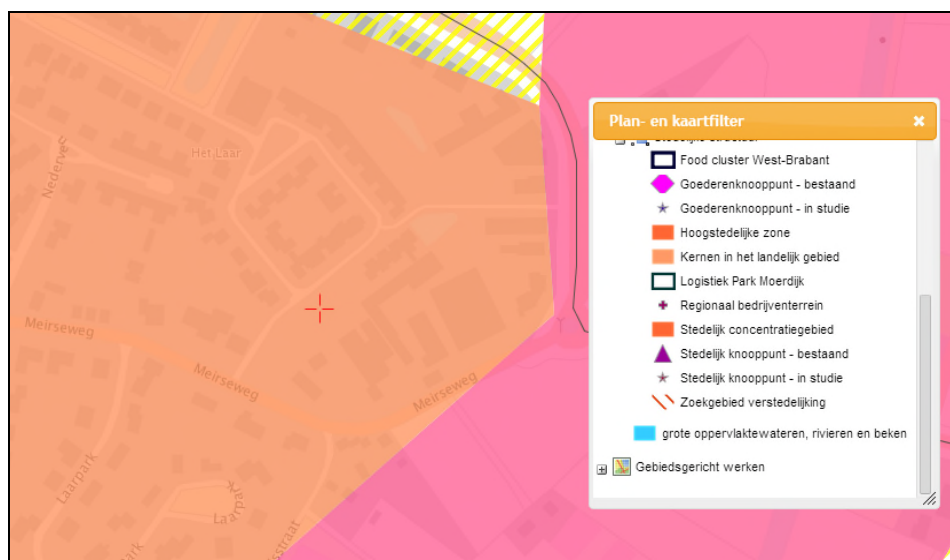 Plan- en kaartfilter
Stedelijke structuur
Food cluster West-Brabant
Goederenknooppunt - bestaand
Goederenknooppunt - in studie
Hoogstedelijke zone
Kernen in het landelijk gebied
Logistiek Park Moerdijk
Regionaal bedrijventerrein
Stedelijk concentratiegebied
Stedelijk knooppunt - bestaand
Stedelijk knooppunt - in studie
Zoekgebied verstedelijking
grote oppervlaktewateren, rivieren en beken
Gebiedsgericht werken
Het Laar
Meirseweg
Meirseweg
Meirseweg
Laarpark